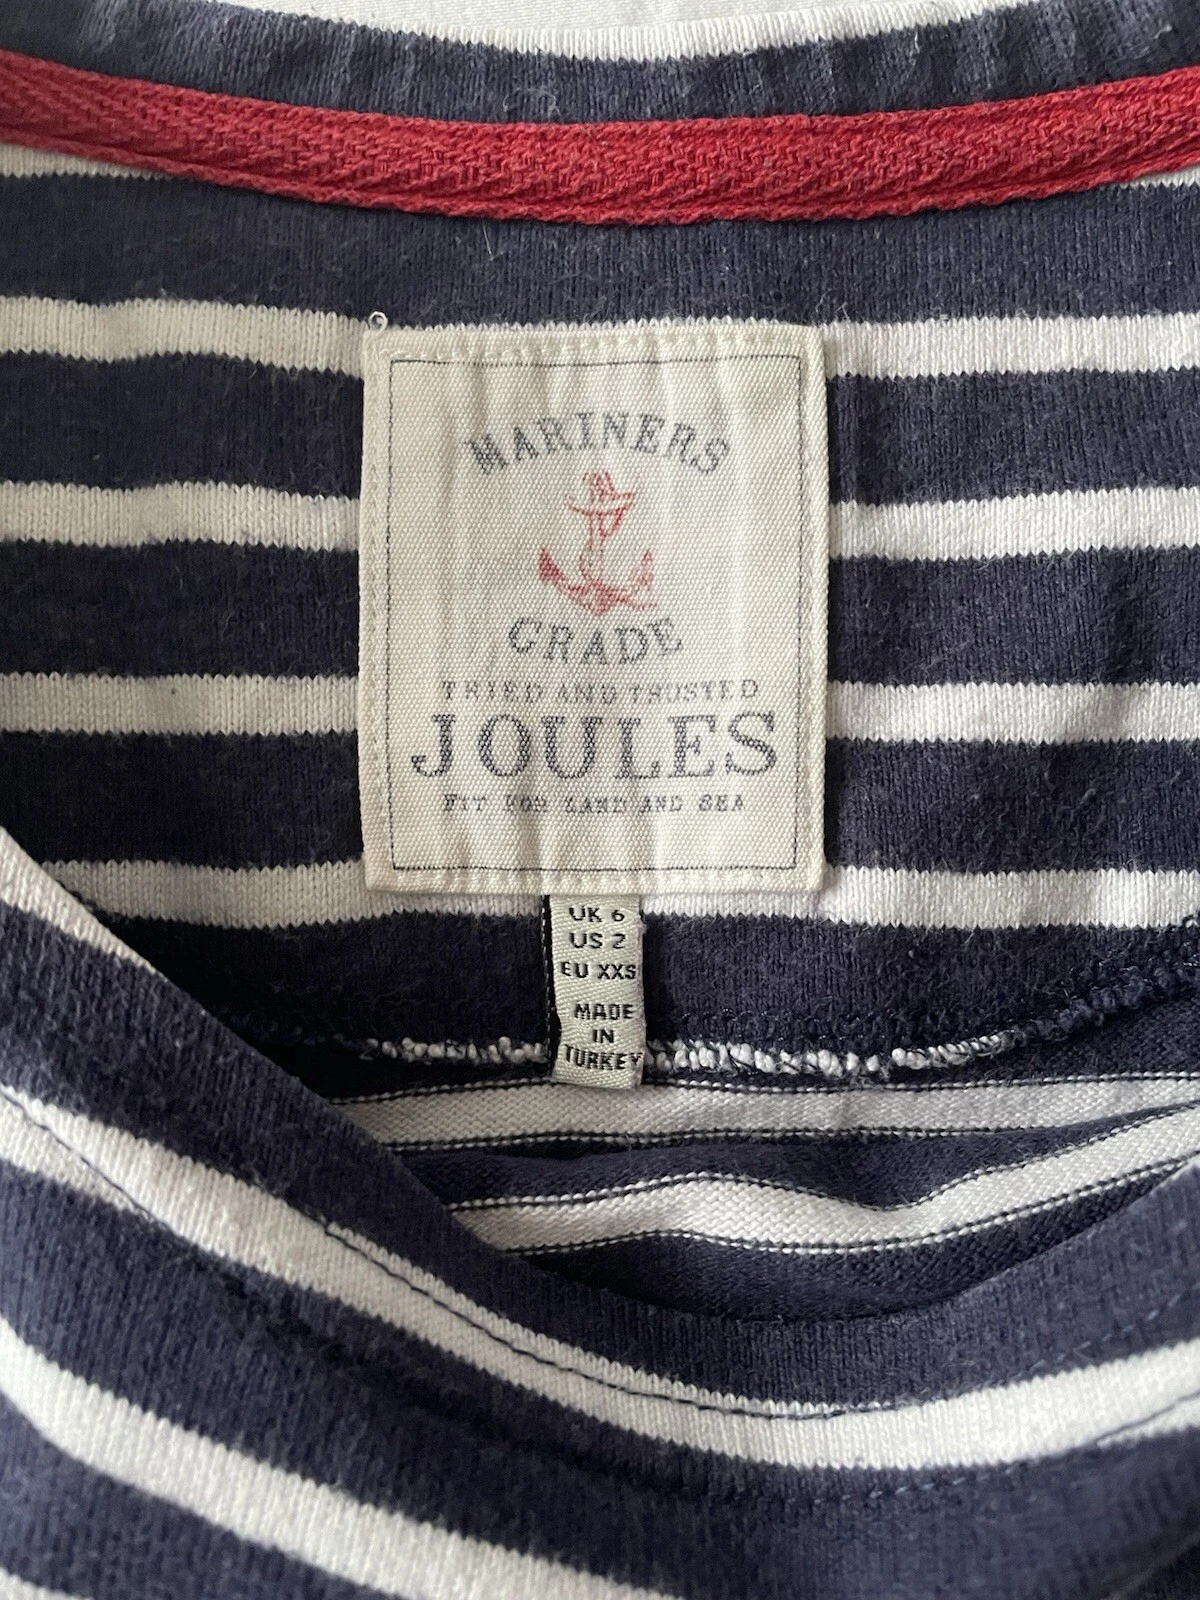 MARINERS
GRADE
TRIED AND TRUSTED
JOULES
FIT FOR LAND AND SEA
UK 6
US 2
EU XXS
MADE
IN
TURKEY